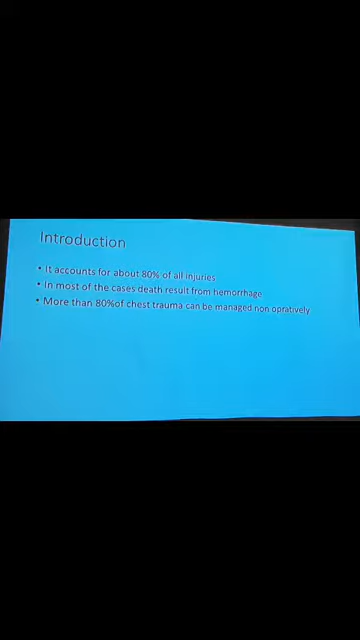 Introduction
• It accounts for about 80% of all injuries
• In most of the cases death result from hemorrhage
• More than 80%of chest trauma can be managed non opratively